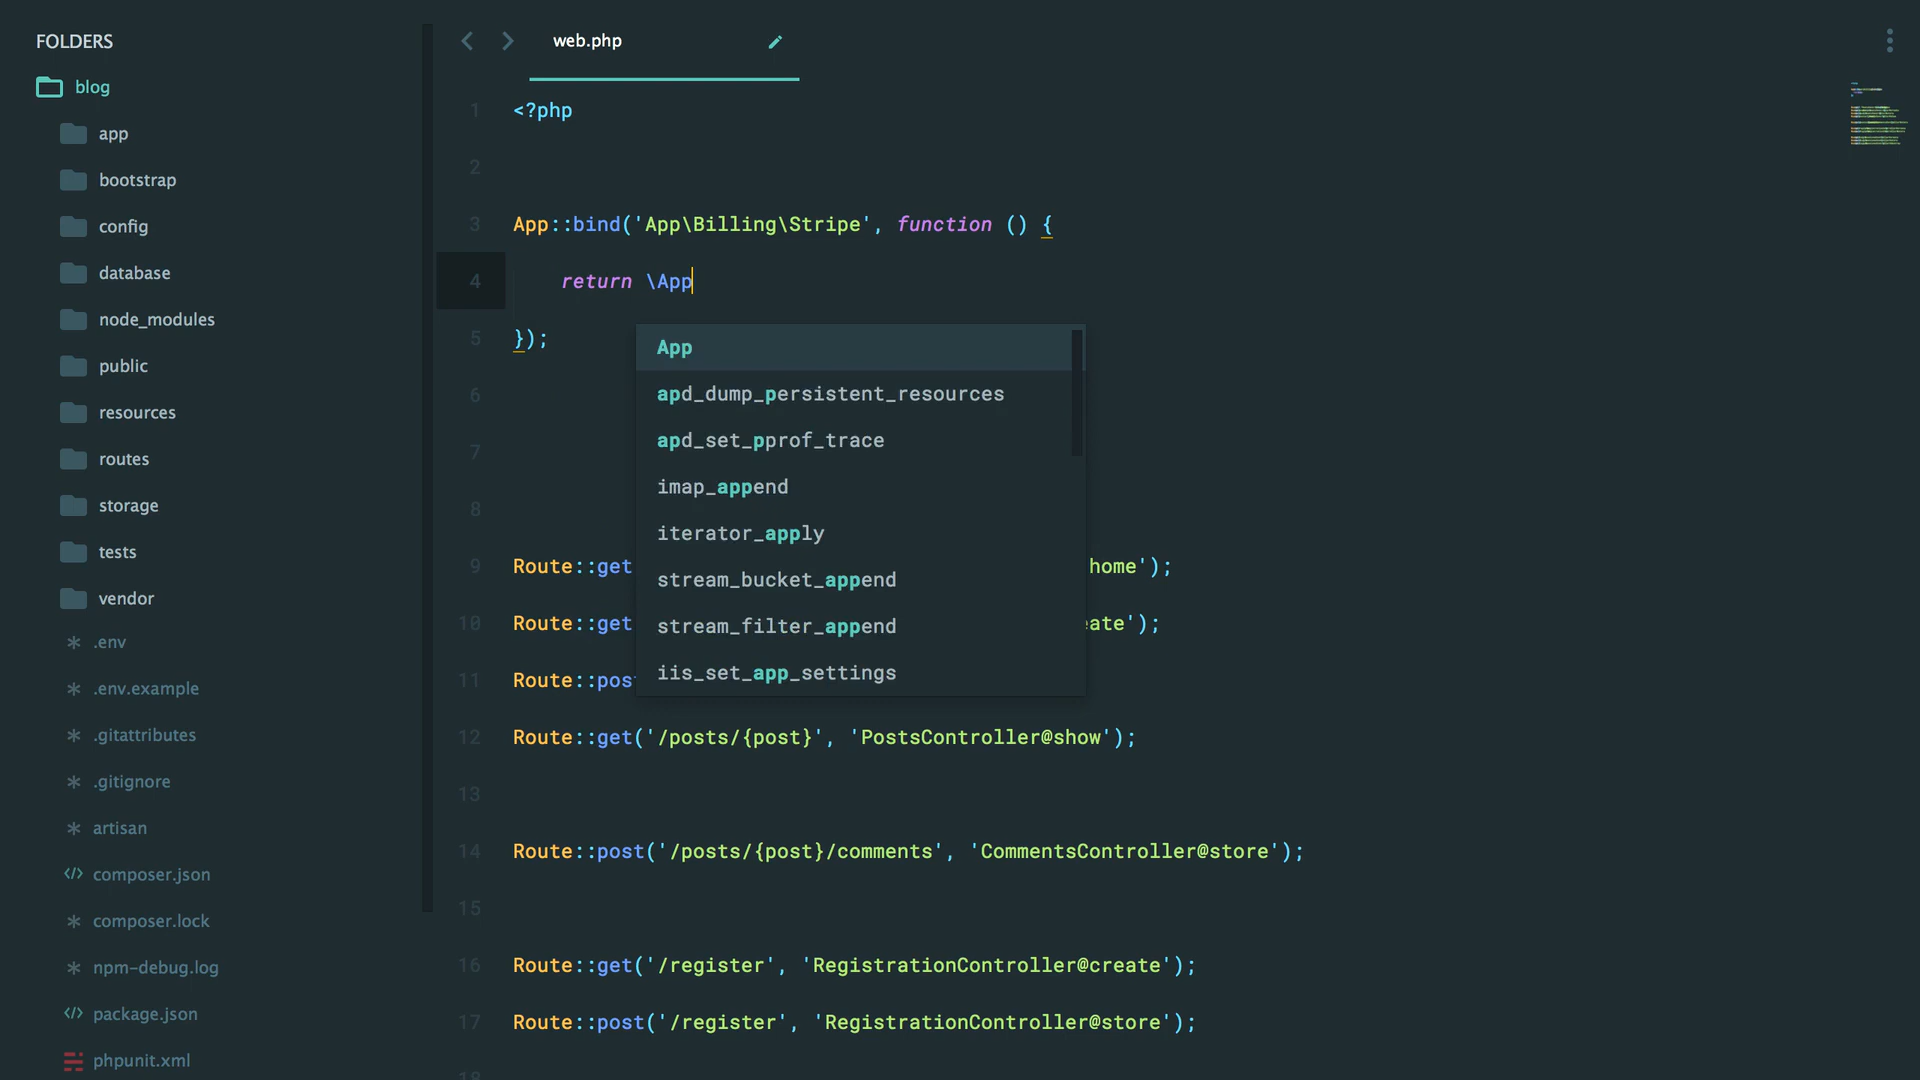 FOLDERS
blog
app
bootstrap
config
database
node_modules
public
resources
routes
storage
tests
vendor
.env
.env.example
.gitattributes
.gitignore
artisan
composer.json
composer.lock
npm-debug.log
package.json
phpunit.xml
web.php
1 <?php
2
3 App::bind('App\Billing\Stripe', function () {
4 return \App
5 });
6
7
8
App
apd_dump_persistent_resources
apd_set_pprof_trace
imap_append
iterator_apply
stream_bucket_append
stream_filter_append
iis_set_app_settings
9 Route::get home');
10 Route::get ate');
11 Route::pos
12 Route::get('/posts/{post}', 'PostsController@show');
13
14 Route::post('/posts/{post}/comments', 'CommentsController@store');
15
16 Route::get('/register', 'RegistrationController@create');
17 Route::post('/register', 'RegistrationController@store');